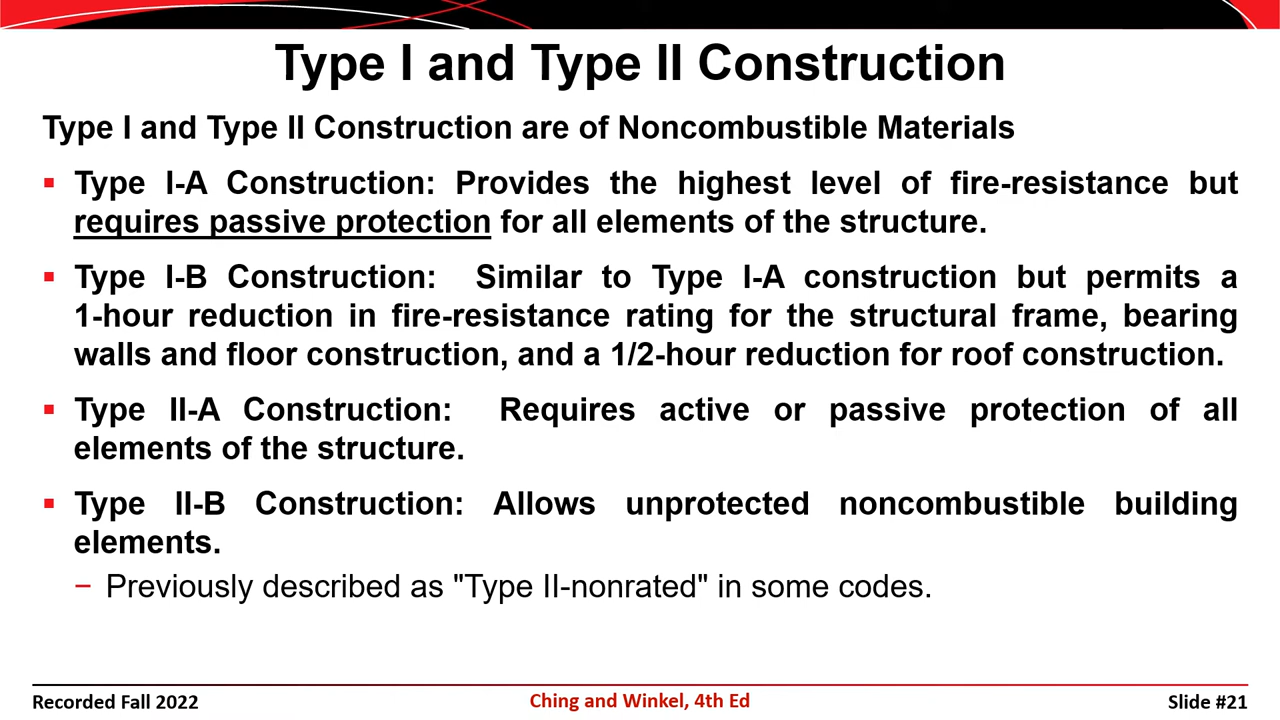 Type I and Type II Construction
Type I and Type II Construction are of Noncombustible Materials
▪ Type I-A Construction: Provides the highest level of fire-resistance but
requires passive protection for all elements of the structure.
▪ Type I-B Construction: Similar to Type I-A construction but permits a
1-hour reduction in fire-resistance rating for the structural frame, bearing
walls and floor construction, and a 1/2-hour reduction for roof construction.
▪ Type II-A Construction: Requires active or passive protection of all
elements of the structure.
▪ Type II-B Construction: Allows unprotected noncombustible building
elements.
− Previously described as "Type II-nonrated" in some codes.
Recorded Fall 2022
Ching and Winkel, 4th Ed
Slide #21